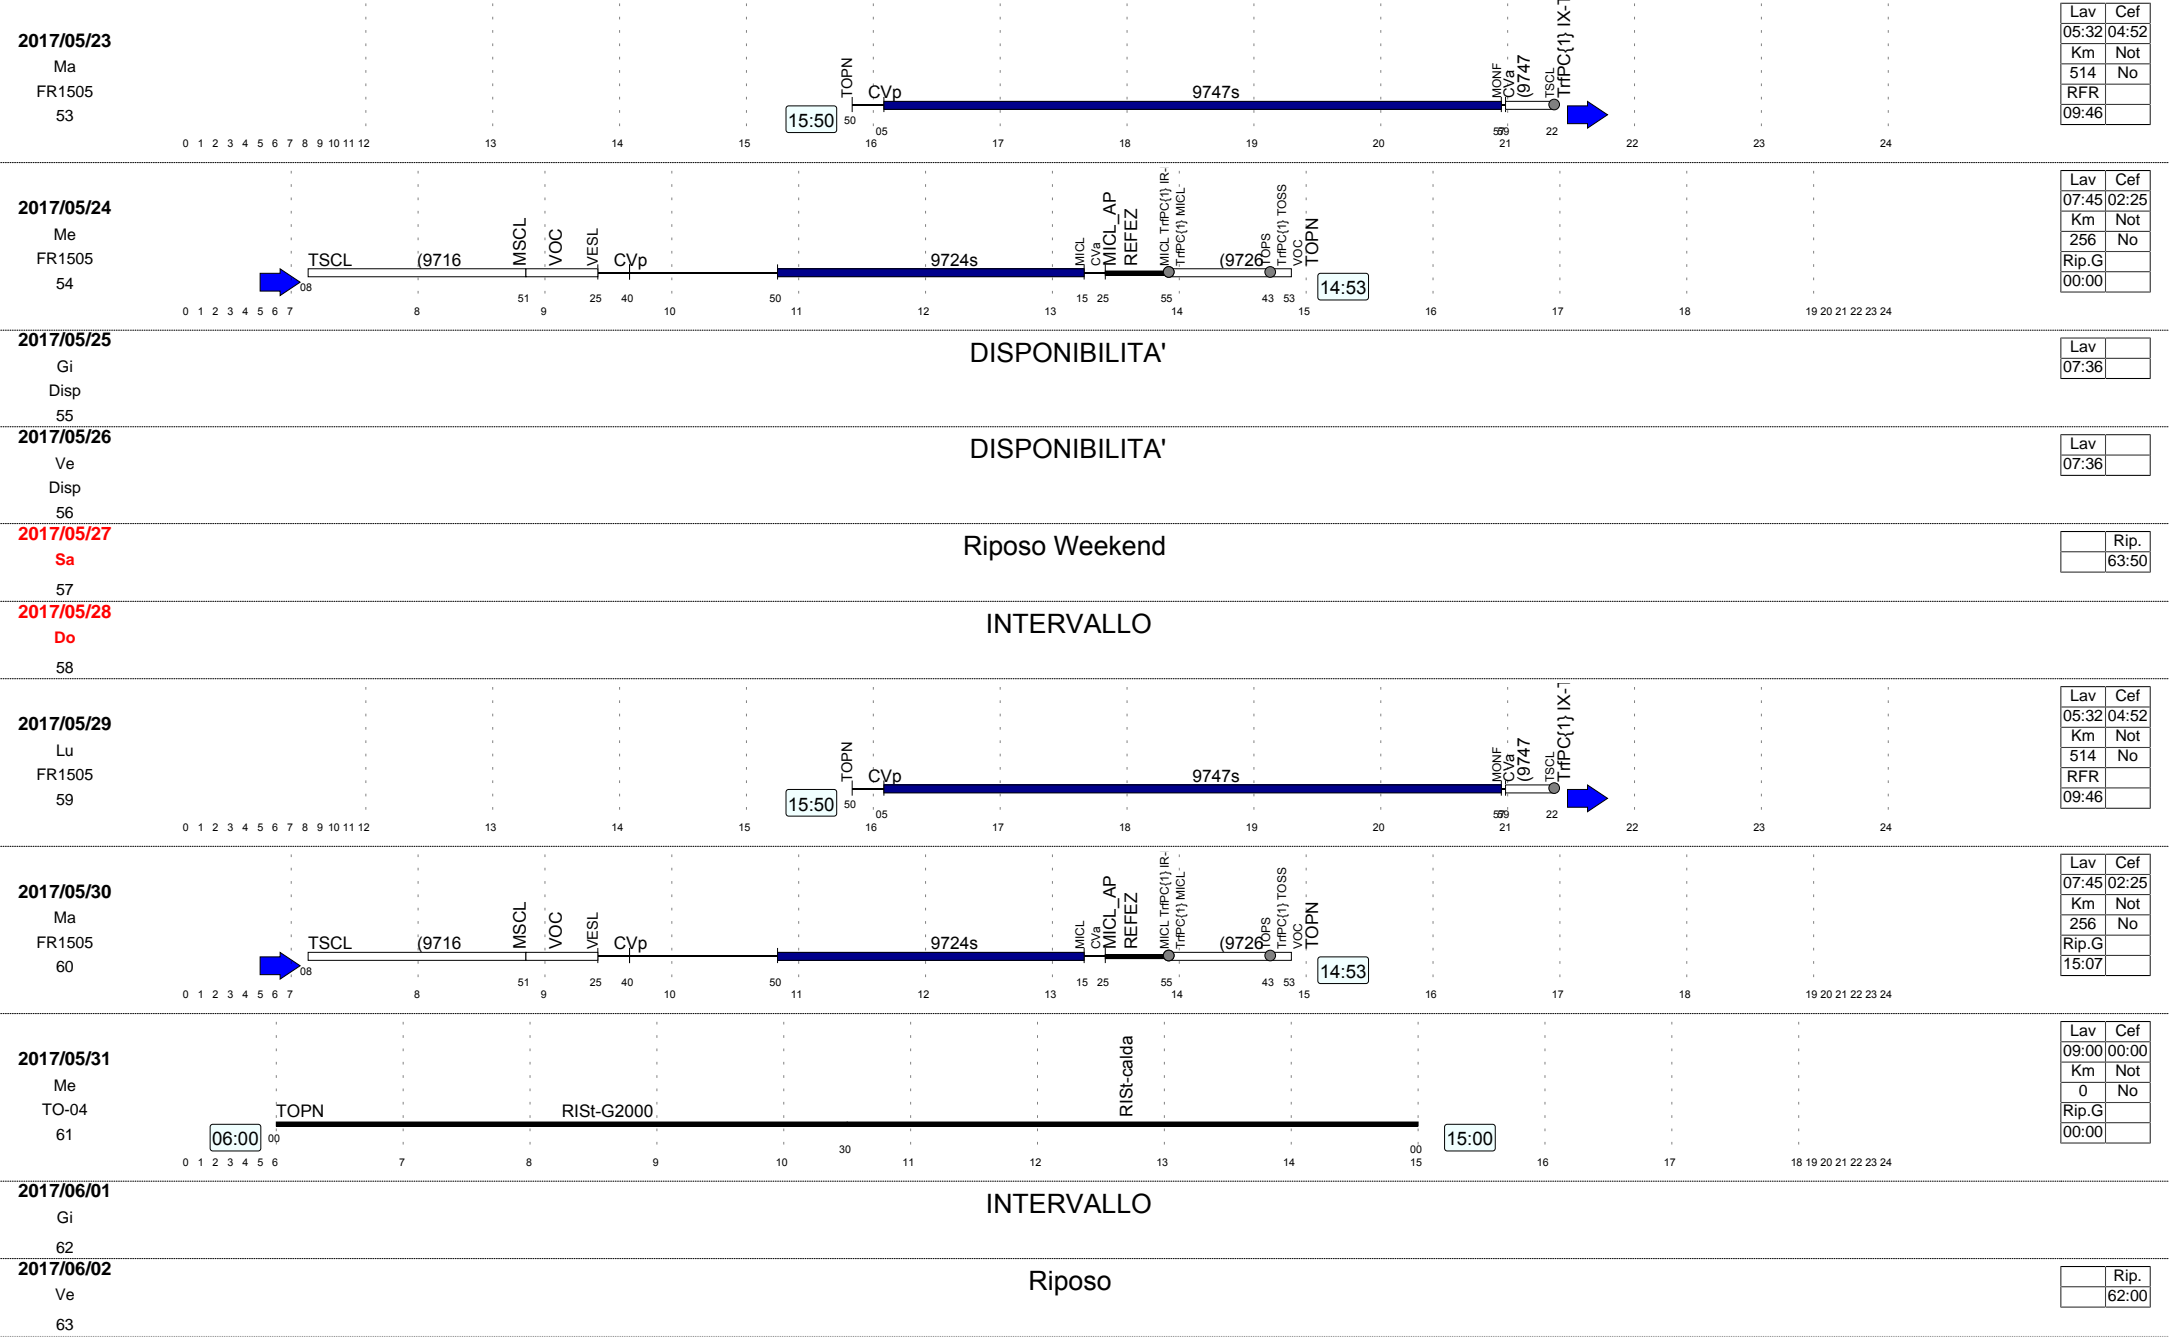 2017/05/23
Ma
FR1505
53
15:50
TOPN
50
CVp
05
9747s
MONF
CVa
(9747
TSCL
TrfPC{1} IX-
59
22
0 1 2 3 4 5 6 7 8 9 10 11 12 13 14 15 16 17 18 19 20 21 22 23 24
Lav Cef
05:32 04:52
Km Not
514 No
RFR
09:46
2017/05/24
Me
FR1505
54
08
TSCL
(9716
MSCL
VOC
VESL
CVp
9724s
MICL
CVa
MICL_AP
REFEZ
MICL TrfPC{1} IR-
TrfPC{1} MICL-
(9726
TOPS
TrfPC{1} TOSS
VOC
TOPN
14:53
51 25 40 50 15 25 55 43 53
0 1 2 3 4 5 6 7 8 9 10 11 12 13 14 15 16 17 18 19 20 21 22 23 24
Lav Cef
07:45 02:25
Km Not
256 No
Rip.G
00:00
2017/05/25
Gi
Disp
55
DISPONIBILITA'
Lav
07:36
2017/05/26
Ve
Disp
56
DISPONIBILITA'
Lav
07:36
2017/05/27
Sa
57
Riposo Weekend
Rip.
63:50
2017/05/28
Do
58
INTERVALLO
2017/05/29
Lu
FR1505
59
15:50
TOPN
50
CVp
05
9747s
MONF
CVa
(9747
TSCL
TrfPC{1} IX-
59
22
0 1 2 3 4 5 6 7 8 9 10 11 12 13 14 15 16 17 18 19 20 21 22 23 24
Lav Cef
05:32 04:52
Km Not
514 No
RFR
09:46
2017/05/30
Ma
FR1505
60
08
TSCL
(9716
MSCL
VOC
VESL
CVp
9724s
MICL
CVa
MICL_AP
REFEZ
MICL TrfPC{1} IR-
TrfPC{1} MICL-
(9726
TOPS
TrfPC{1} TOSS
VOC
TOPN
14:53
51 25 40 50 15 25 55 43 53
0 1 2 3 4 5 6 7 8 9 10 11 12 13 14 15 16 17 18 19 20 21 22 23 24
Lav Cef
07:45 02:25
Km Not
256 No
Rip.G
15:07
2017/05/31
Me
TO-04
61
06:00
00
TOPN
RISt-G2000
RISt-calda
30
00
15:00
0 1 2 3 4 5 6 7 8 9 10 11 12 13 14 15 16 17 18 19 20 21 22 23 24
Lav Cef
09:00 00:00
Km Not
0 No
Rip.G
00:00
2017/06/01
Gi
62
INTERVALLO
2017/06/02
Ve
63
Riposo
Rip.
62:00